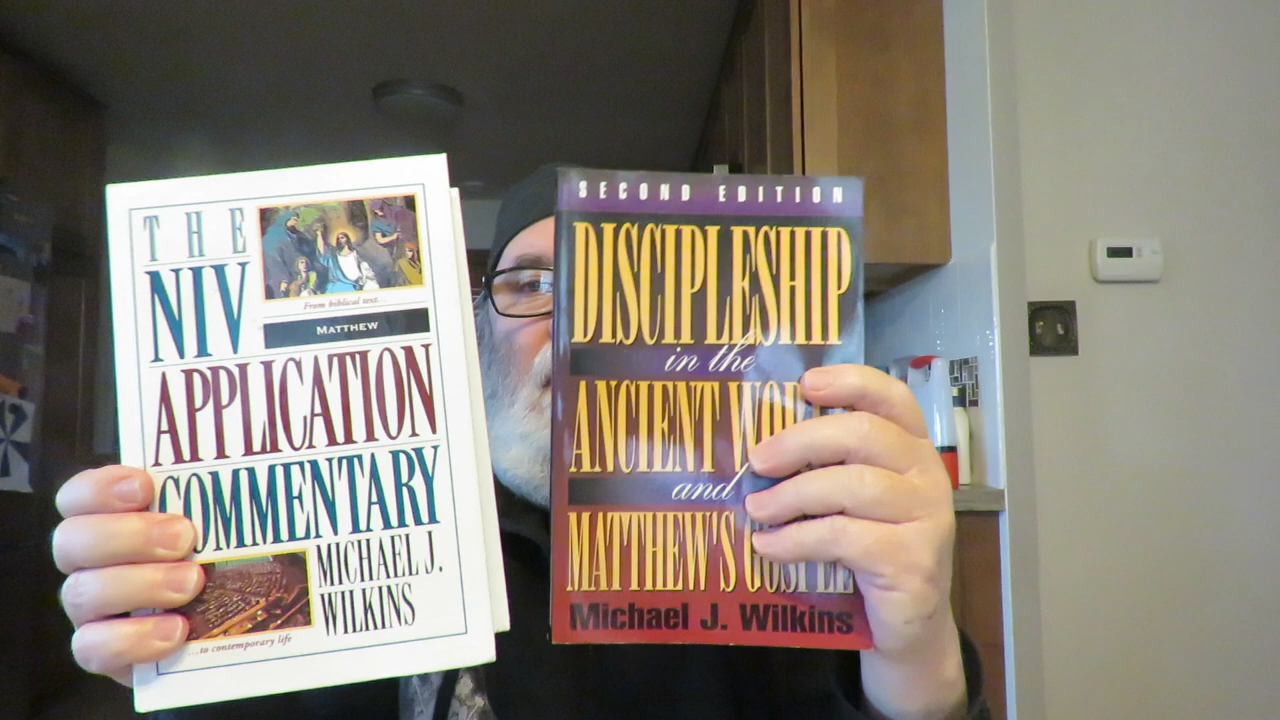 THE
NIV
From biblical text...
MATTHEW
APPLICATION
COMMENTARY
MICHAEL J.
WILKINS
...to contemporary life
SECOND EDITION
DISCIPLESHIP
in the
ANCIENT
and
MATTHEW'S
Michael J. Wilkins